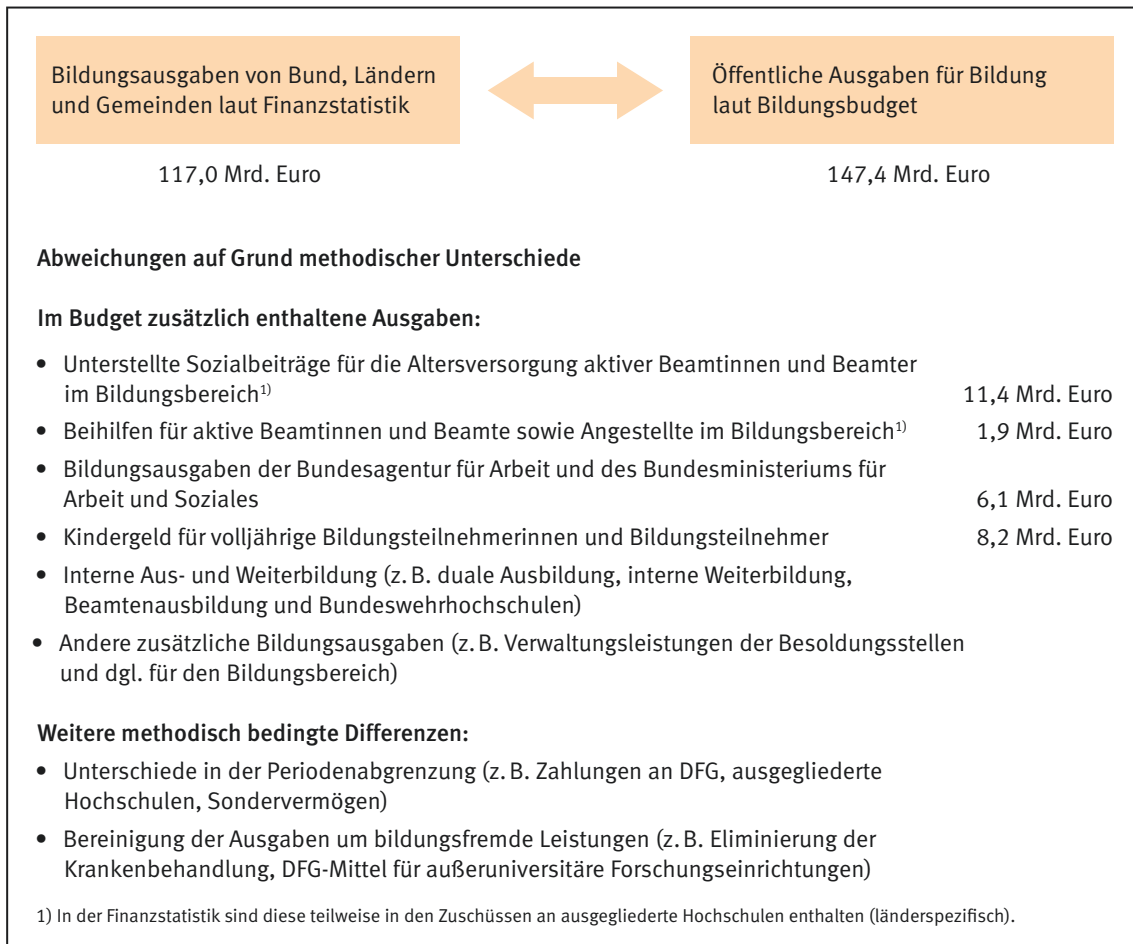 Bildungsausgaben von Bund, Ländern
und Gemeinden laut Finanzstatistik
117,0 Mrd. Euro
Öffentliche Ausgaben für Bildung
laut Bildungsbudget
147,4 Mrd. Euro
Abweichungen auf Grund methodischer Unterschiede
Im Budget zusätzlich enthaltene Ausgaben:
• Unterstellte Sozialbeiträge für die Altersversorgung aktiver Beamtinnen und Beamter
im Bildungsbereich1) 11,4 Mrd. Euro
• Beihilfen für aktive Beamtinnen und Beamte sowie Angestellte im Bildungsbereich1) 1,9 Mrd. Euro
• Bildungsausgaben der Bundesagentur für Arbeit und des Bundesministeriums für
Arbeit und Soziales 6,1 Mrd. Euro
• Kindergeld für volljährige Bildungsteilnehmerinnen und Bildungsteilnehmer 8,2 Mrd. Euro
• Interne Aus- und Weiterbildung (z. B. duale Ausbildung, interne Weiterbildung,
Beamtenausbildung und Bundeswehrhochschulen)
• Andere zusätzliche Bildungsausgaben (z. B. Verwaltungsleistungen der Besoldungsstellen
und dgl. für den Bildungsbereich)
Weitere methodisch bedingte Differenzen:
• Unterschiede in der Periodenabgrenzung (z. B. Zahlungen an DFG, ausgegliederte
Hochschulen, Sondervermögen)
• Bereinigung der Ausgaben um bildungsfremde Leistungen (z. B. Eliminierung der
Krankenbehandlung, DFG-Mittel für außeruniversitäre Forschungseinrichtungen)
1) In der Finanzstatistik sind diese teilweise in den Zuschüssen an ausgegliederte Hochschulen enthalten (länderspezifisch).